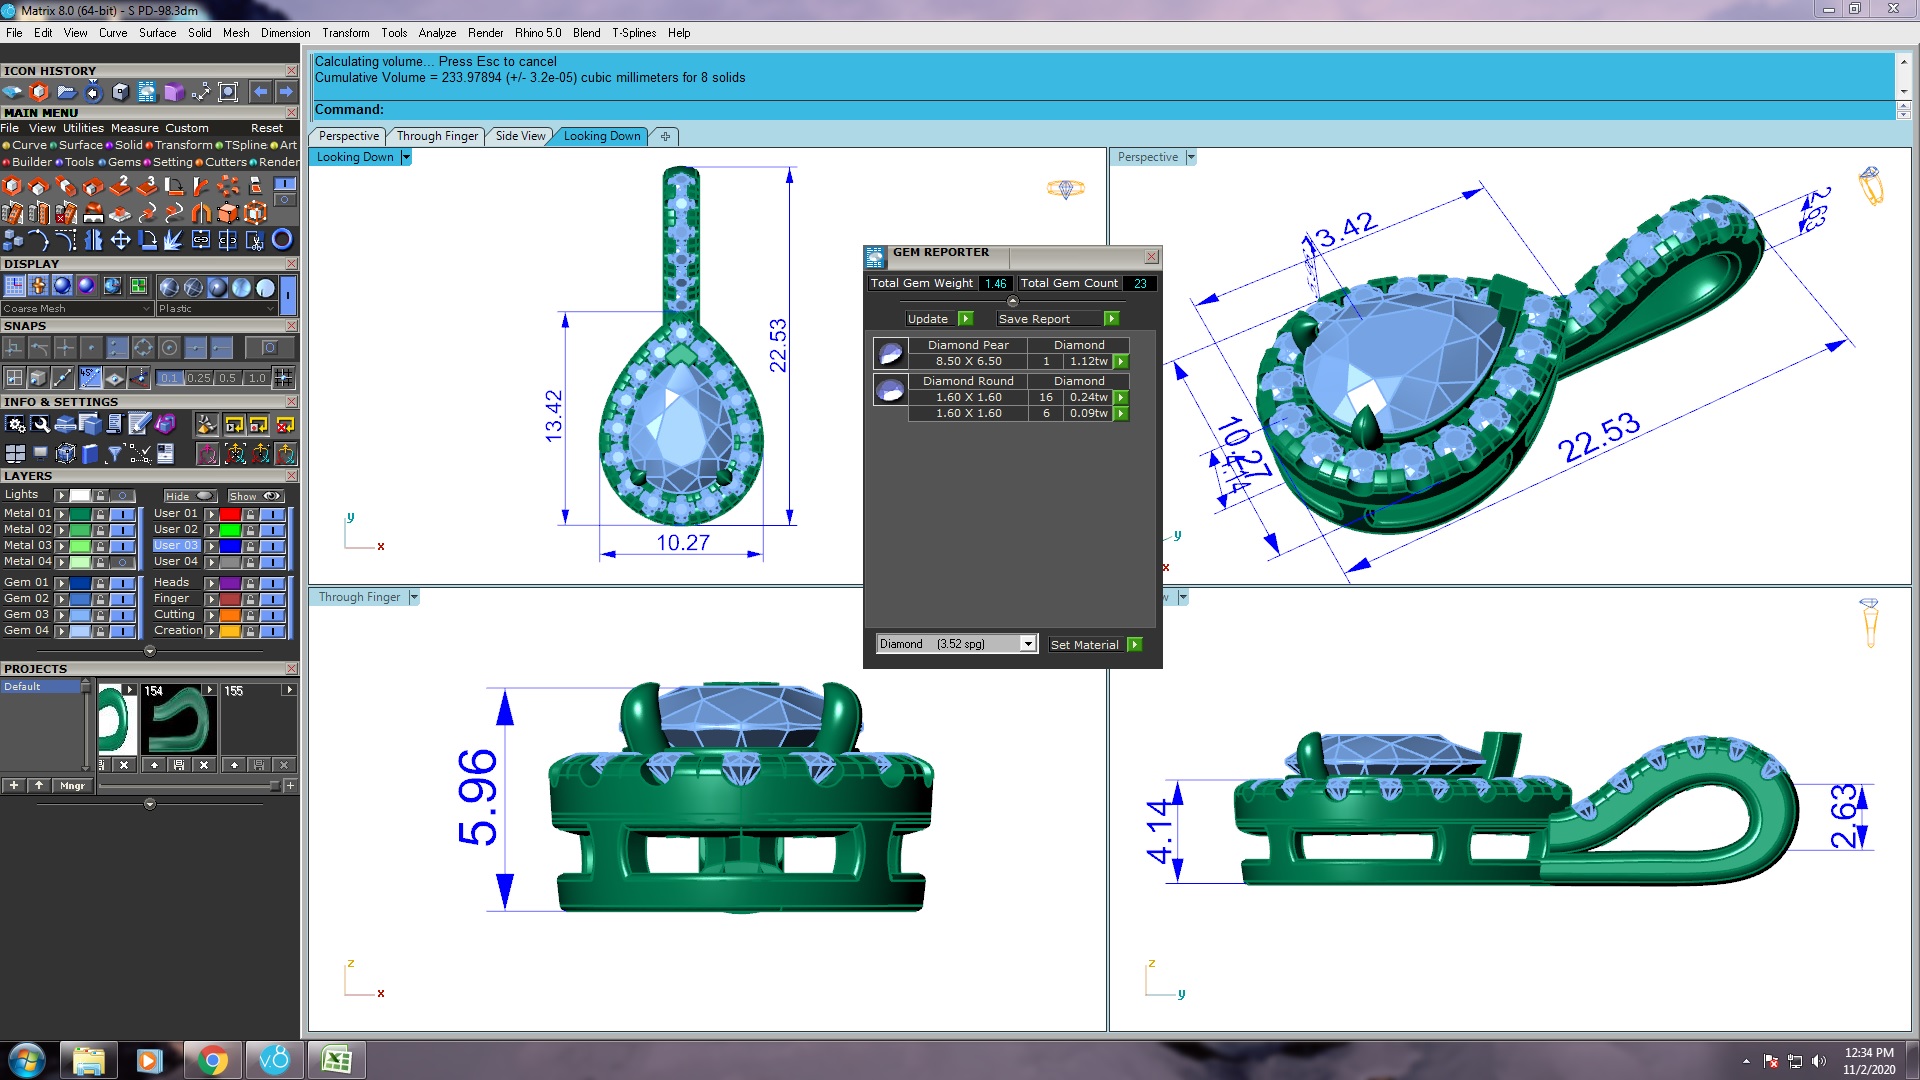 Matrix 8.0 (64-bit) - S PD-98.3dm
File Edit View Curve Surface Solid Mesh Dimension Transform Tools Analyze Render Rhino 5.0 Blend T-Splines Help
ICON HISTORY
Calculating volume... Press Esc to cancel
Cumulative Volume = 233.97894 (+/- 3.2e-05) cubic millimeters for 8 solids
Command:
MAIN MENU
File View Utilities Measure Custom Reset
Curve Surface Solid Transform TSpline Art
Builder Tools Gems Setting Cutters Render
2 3
DISPLAY
Coarse Mesh Plastic
SNAPS
45° 0.1 0.25 0.5 1.0
INFO & SETTINGS
LAYERS
Lights Hide Show
Metal 01 User 01
Metal 02 User 02
Metal 03 User 03
Metal 04 User 04
Gem 01 Heads
Gem 02 Finger
Gem 03 Cutting
Gem 04 Creation
PROJECTS
Default
154 155
Mngr
Perspective Through Finger Side View Looking Down
Looking Down
22.53
13.42
10.27
y
x
Perspective
13.42
2.63
22.53
10.27
4.14
y
x
GEM REPORTER
Total Gem Weight 1.46 Total Gem Count 23
Update Save Report
Diamond Pear Diamond
8.50 X 6.50 1 1.12tw
Diamond Round Diamond
1.60 X 1.60 16 0.24tw
1.60 X 1.60 6 0.09tw
Diamond (3.52 spg) Set Material
Through Finger
5.96
z
x
w
4.14
2.63
z
y
v8
12:34 PM
11/2/2020